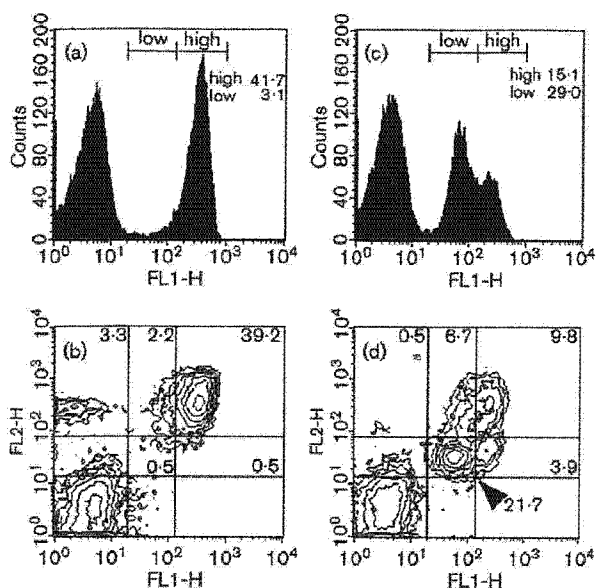 (a)
low high
high 41·7
low 3·1
200
160
120
80
40
0
Counts
10⁰ 10¹ 10² 10³ 10⁴
FL1-H
(c)
low high
high 15·1
low 29·0
200
160
120
80
40
0
Counts
10⁰ 10¹ 10² 10³ 10⁴
FL1-H
(b)
3·3 2·2 39·2
0·5 0·5
10⁴
10³
10²
10¹
10⁰
FL2-H
10⁰ 10¹ 10² 10³ 10⁴
FL1-H
(d)
0·5 6·7 9·8
3·9
21·7
10⁴
10³
10²
10¹
10⁰
FL2-H
10⁰ 10¹ 10² 10³ 10⁴
FL1-H